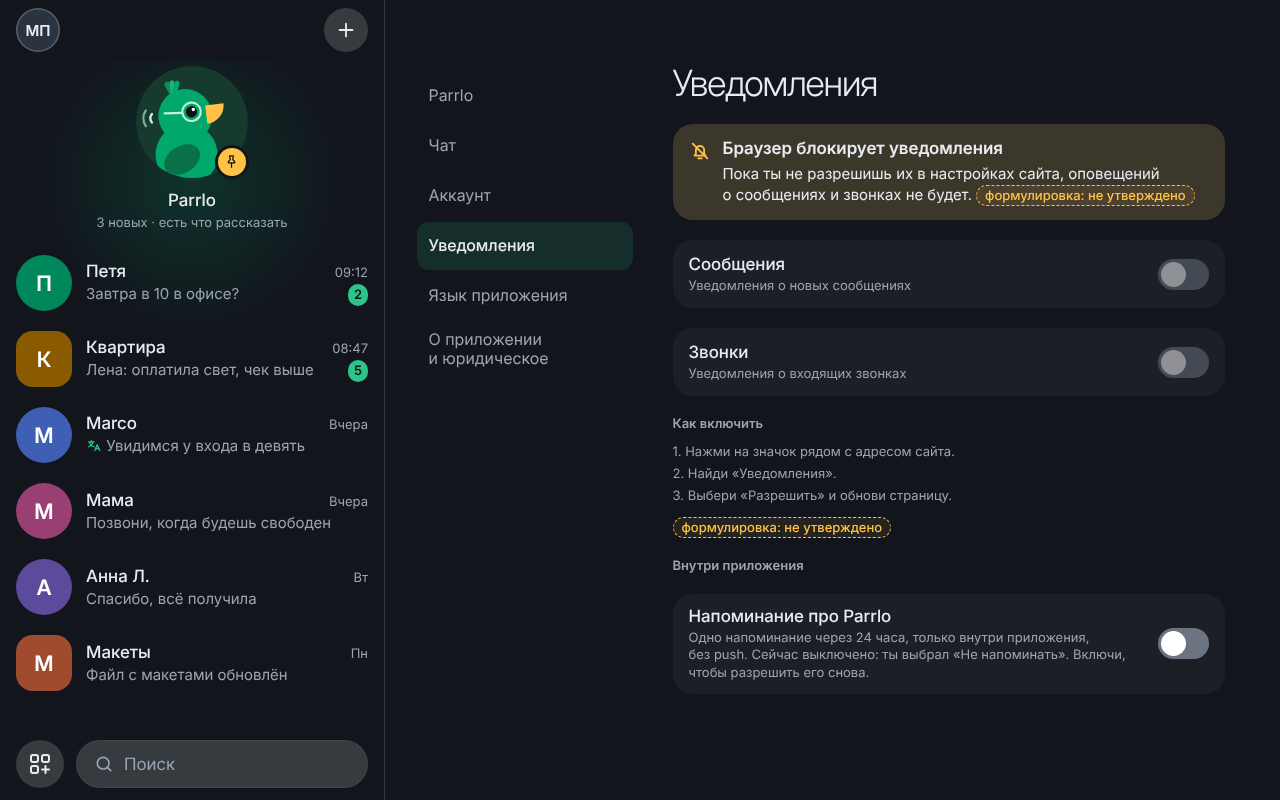 МП
Parrlo
3 новых · есть что рассказать
П
Петя
09:12
Завтра в 10 в офисе?
2
К
Квартира
08:47
Лена: оплатила свет, чек выше
5
M
Marco
Вчера
Увидимся у входа в девять
М
Мама
Вчера
Позвони, когда будешь свободен
А
Анна Л.
Вт
Спасибо, всё получила
М
Макеты
Пн
Файл с макетами обновлён
Поиск
Parrlo
Чат
Аккаунт
Уведомления
Язык приложения
О приложении
и юридическое
Уведомления
Браузер блокирует уведомления
Пока ты не разрешишь их в настройках сайта, оповещений
о сообщениях и звонках не будет. формулировка: не утверждено
Сообщения
Уведомления о новых сообщениях
Звонки
Уведомления о входящих звонках
Как включить
1. Нажми на значок рядом с адресом сайта.
2. Найди «Уведомления».
3. Выбери «Разрешить» и обнови страницу.
формулировка: не утверждено
Внутри приложения
Напоминание про Parrlo
Одно напоминание через 24 часа, только внутри приложения,
без push. Сейчас выключено: ты выбрал «Не напоминать». Включи,
чтобы разрешить его снова.